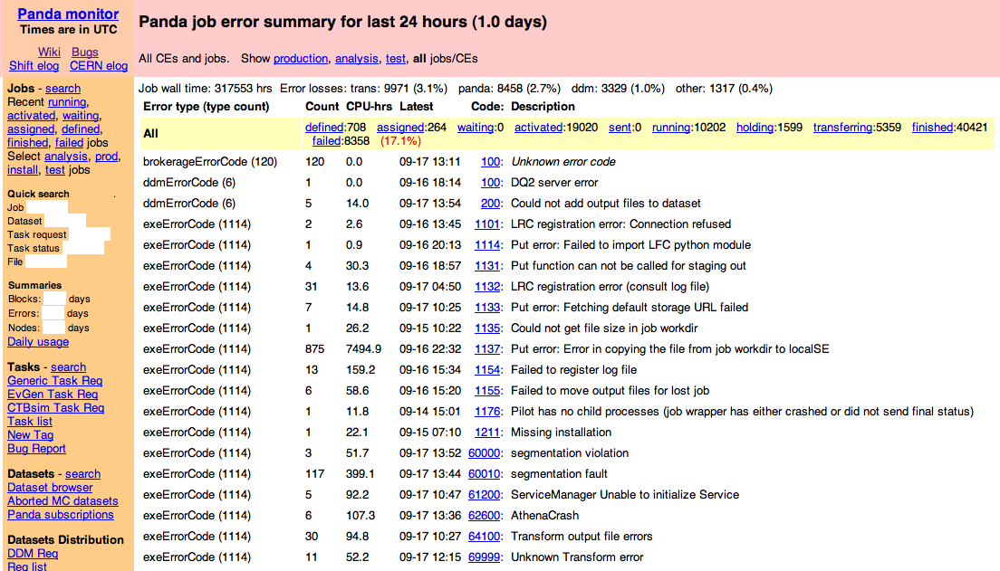 Panda monitor
Times are in UTC
Wiki Bugs
Shift elog CERN elog
Jobs - search
Recent running,
activated, waiting,
assigned, defined,
finished, failed jobs
Select analysis, prod,
install, test jobs
Quick search .
Job
Dataset
Task request
Task status
File
Summaries
Blocks: days
Errors: days
Nodes: days
Daily usage
Tasks - search
Generic Task Req
EvGen Task Req
CTBsim Task Req
Task list
New Tag
Bug Report
Datasets - search
Dataset browser
Aborted MC datasets
Panda subscriptions
Datasets Distribution
DDM Req
Req list
Panda job error summary for last 24 hours (1.0 days)
All CEs and jobs. Show production, analysis, test, all jobs/CEs
Job wall time: 317553 hrs Error losses: trans: 9971 (3.1%) panda: 8458 (2.7%) ddm: 3329 (1.0%) other: 1317 (0.4%)
Error type (type count) Count CPU-hrs Latest Code: Description
All defined:708 assigned:264 waiting:0 activated:19020 sent:0 running:10202 holding:1599 transferring:5359 finished:40421
failed:8358 (17.1%)
brokerageErrorCode (120) 120 0.0 09-17 13:11 100: Unknown error code
ddmErrorCode (6) 1 0.0 09-16 18:14 100: DQ2 server error
ddmErrorCode (6) 5 14.0 09-17 13:54 200: Could not add output files to dataset
exeErrorCode (1114) 2 2.6 09-16 13:45 1101: LRC registration error: Connection refused
exeErrorCode (1114) 1 0.9 09-16 20:13 1114: Put error: Failed to import LFC python module
exeErrorCode (1114) 4 30.3 09-16 18:57 1131: Put function can not be called for staging out
exeErrorCode (1114) 31 13.6 09-17 04:50 1132: LRC registration error (consult log file)
exeErrorCode (1114) 7 14.8 09-17 10:25 1133: Put error: Fetching default storage URL failed
exeErrorCode (1114) 1 26.2 09-15 10:22 1135: Could not get file size in job workdir
exeErrorCode (1114) 875 7494.9 09-16 22:32 1137: Put error: Error in copying the file from job workdir to localSE
exeErrorCode (1114) 13 159.2 09-16 15:34 1154: Failed to register log file
exeErrorCode (1114) 6 58.6 09-16 15:20 1155: Failed to move output files for lost job
exeErrorCode (1114) 1 11.8 09-14 15:01 1176: Pilot has no child processes (job wrapper has either crashed or did not send final status)
exeErrorCode (1114) 1 22.1 09-15 07:10 1211: Missing installation
exeErrorCode (1114) 3 51.7 09-17 13:52 60000: segmentation violation
exeErrorCode (1114) 117 399.1 09-17 13:44 60010: segmentation fault
exeErrorCode (1114) 5 92.2 09-17 10:47 61200: ServiceManager Unable to initialize Service
exeErrorCode (1114) 6 107.3 09-17 13:36 62600: AthenaCrash
exeErrorCode (1114) 30 94.8 09-17 10:27 64100: Transform output file errors
exeErrorCode (1114) 11 52.2 09-17 12:15 69999: Unknown Transform error